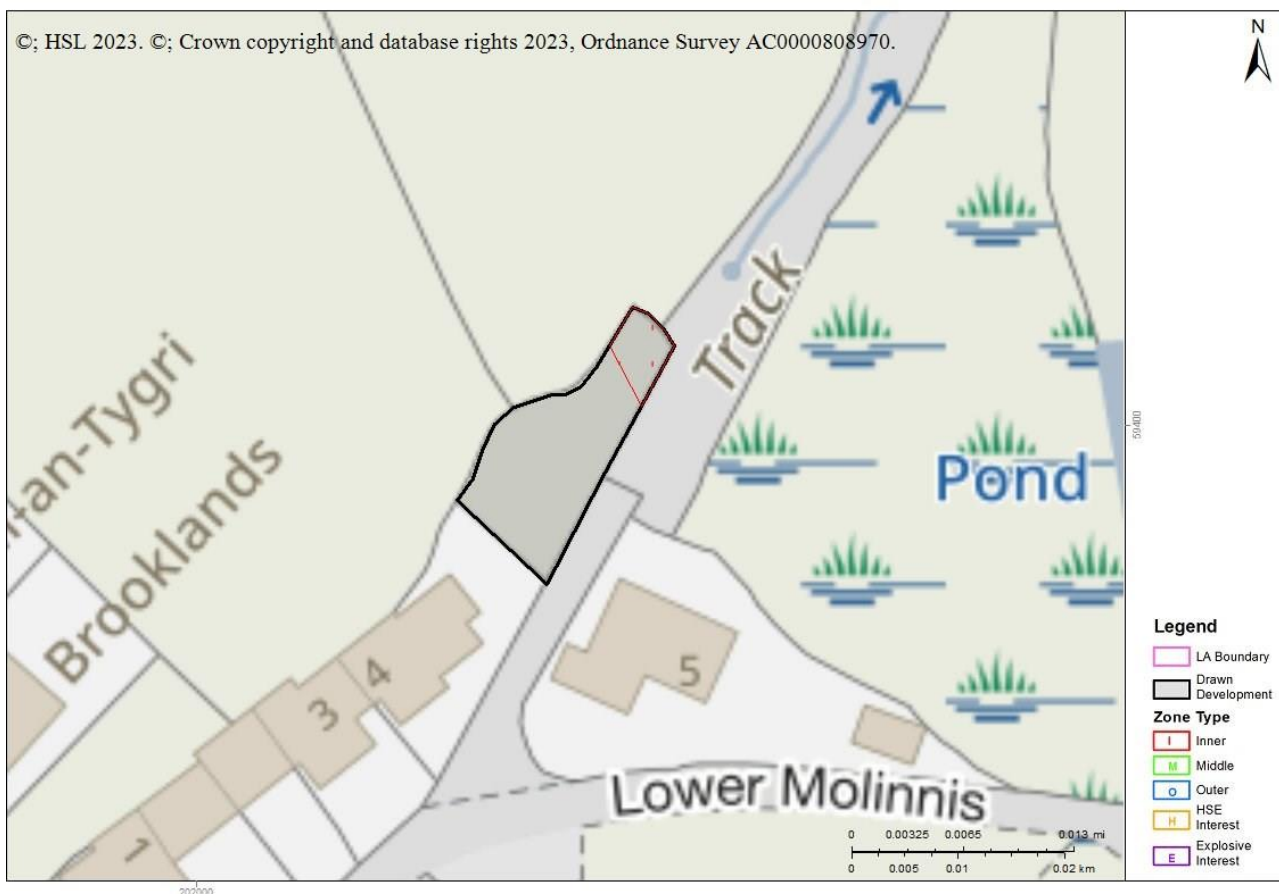 ©; HSL 2023. ©; Crown copyright and database rights 2023, Ordnance Survey AC0000808970.
N
Track
-an-Tygri
Brooklands
Pond
59400
5
4
3
1
Lower Molinnis
0 0.00325 0.0065 0.013 mi
0 0.005 0.01 0.02 km
202000
Legend
LA Boundary
Drawn
Development
Zone Type
I Inner
M Middle
O Outer
H HSE
Interest
E Explosive
Interest